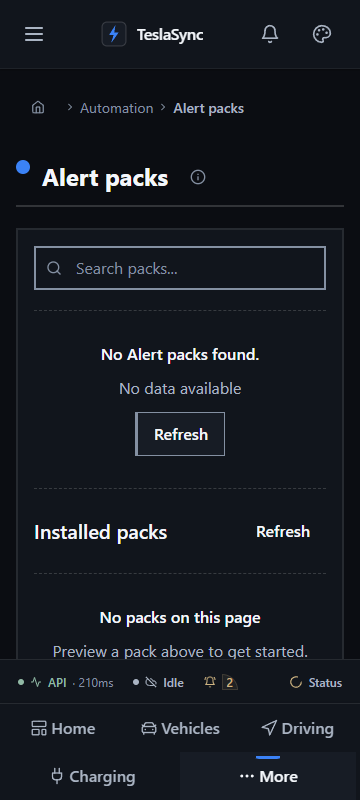 TeslaSync
Automation
Alert packs
Alert packs
Search packs...
No Alert packs found.
No data available
Refresh
Installed packs
Refresh
No packs on this page
Preview a pack above to get started.
API · 210ms
Idle
2
Status
Home
Vehicles
Driving
Charging
More